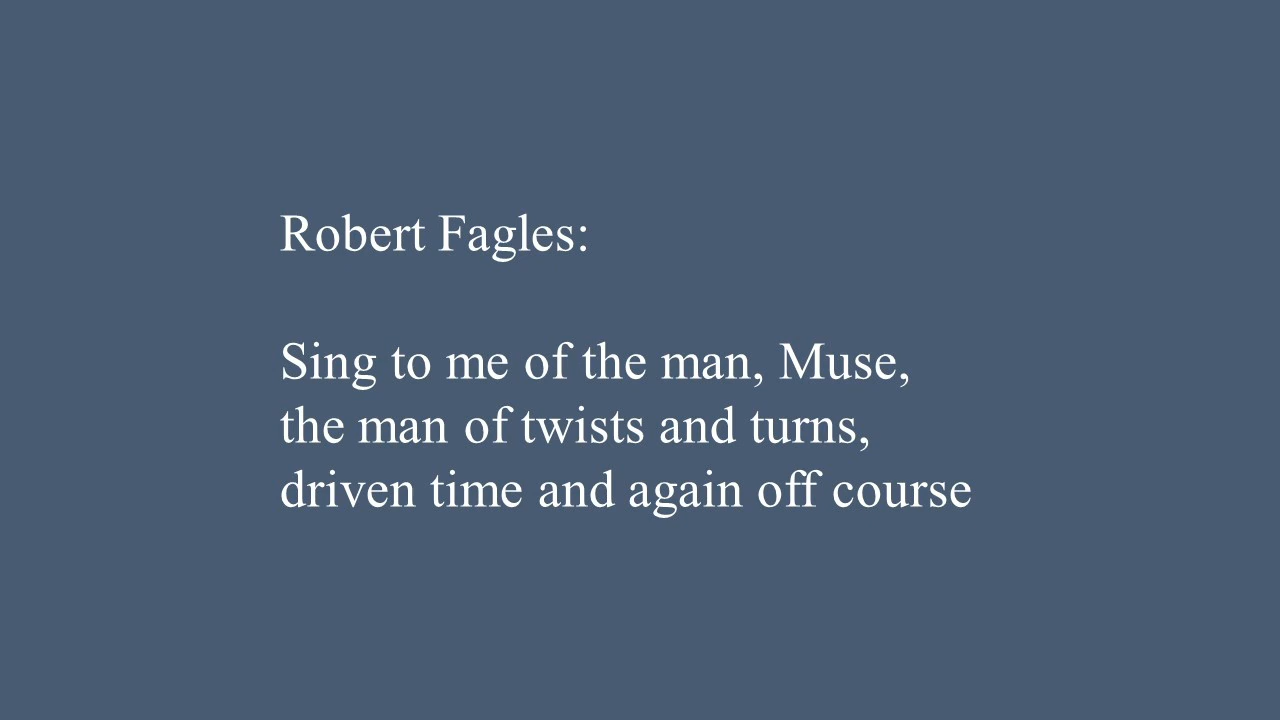 Robert Fagles:
Sing to me of the man, Muse,
the man of twists and turns,
driven time and again off course